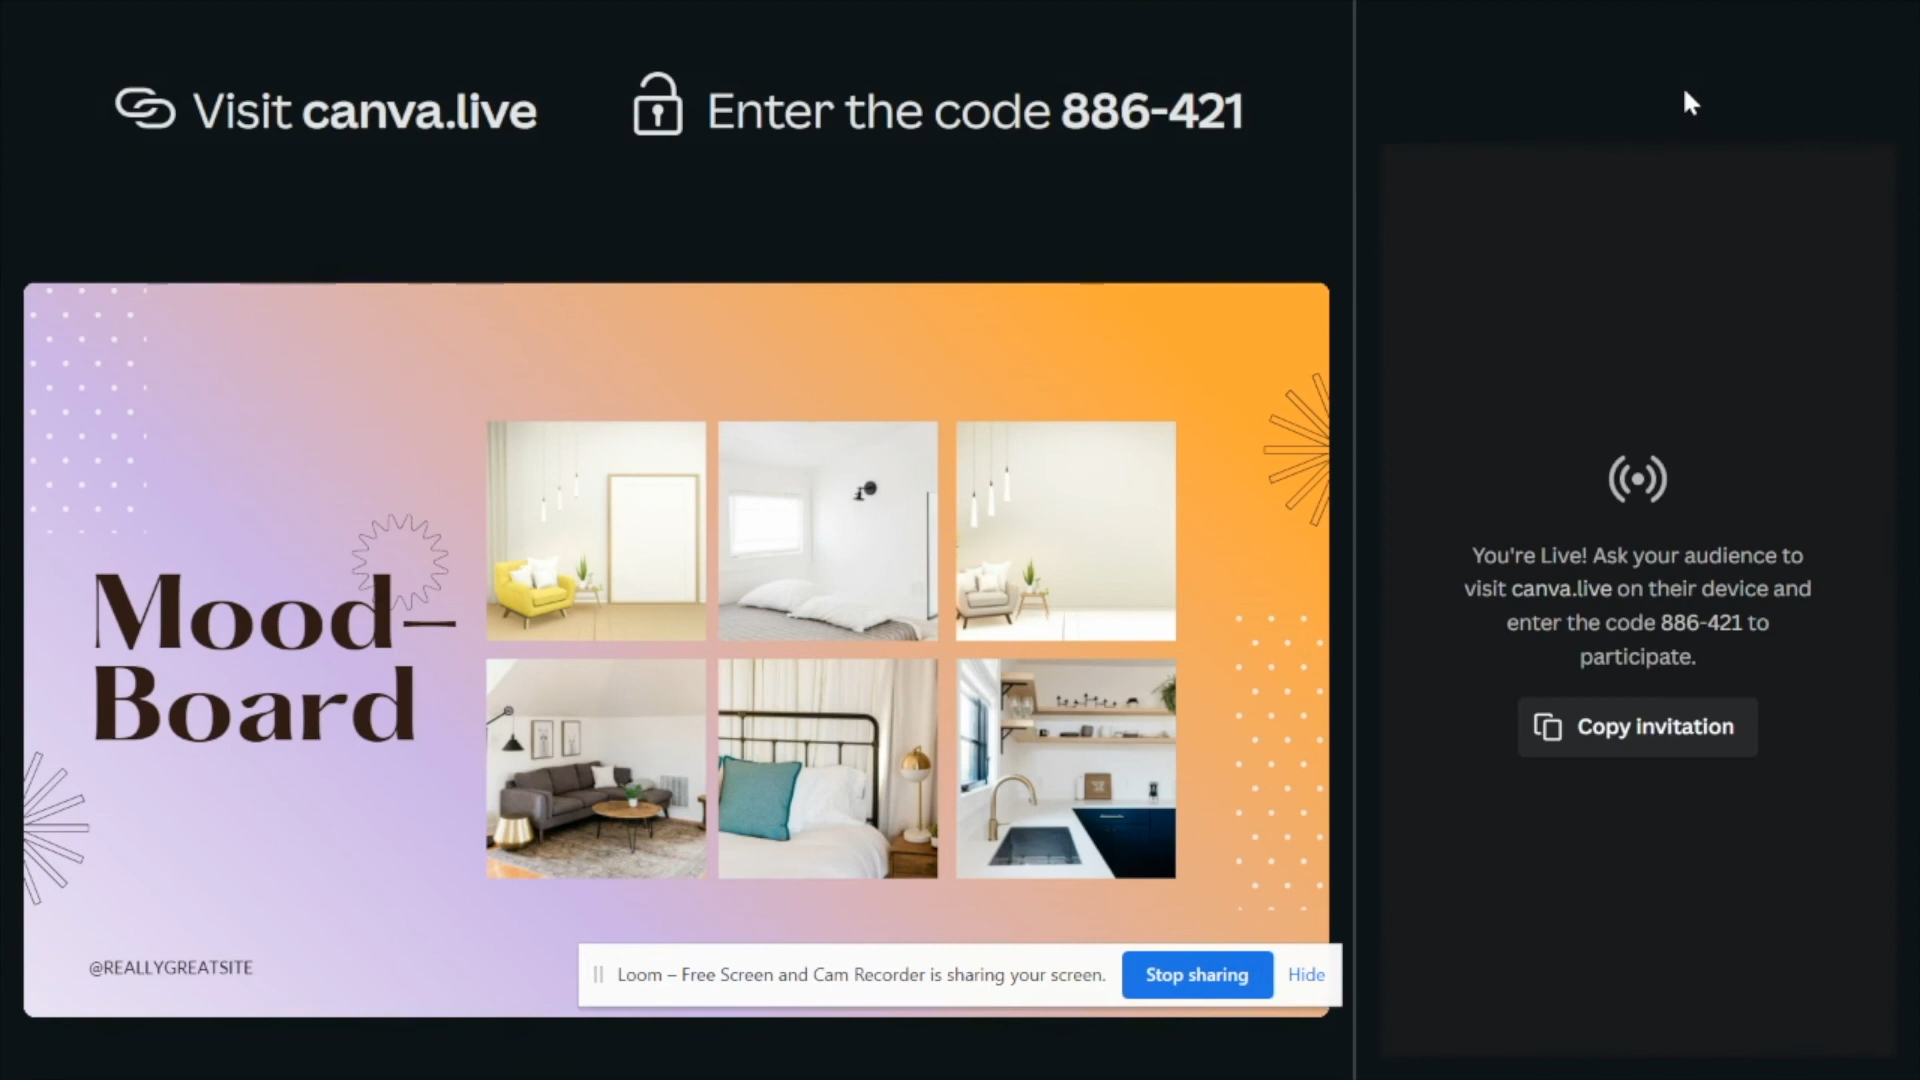 Visit canva.live
Enter the code 886-421
Mood–
Board
@REALLYGREATSITE
Loom – Free Screen and Cam Recorder is sharing your screen.
Stop sharing
Hide
You're Live! Ask your audience to
visit canva.live on their device and
enter the code 886-421 to
participate.
Copy invitation